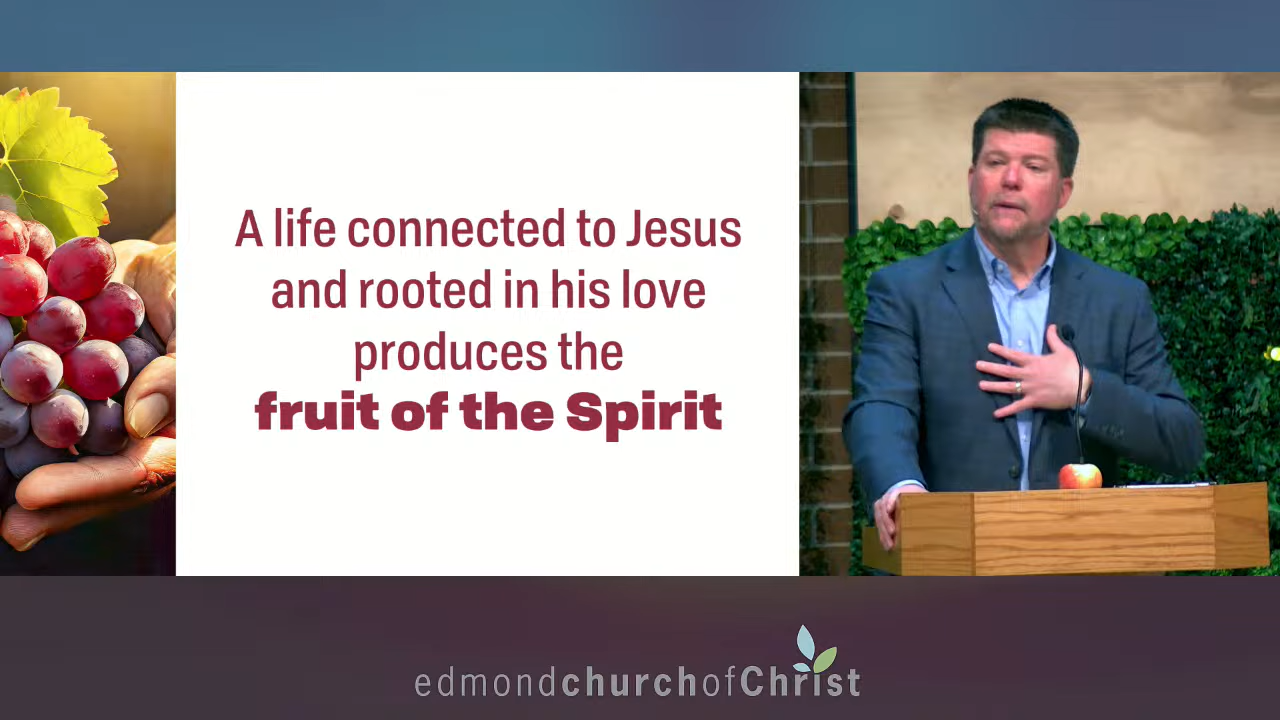 A life connected to Jesus
and rooted in his love
produces the
fruit of the Spirit
edmondchurchofChrist